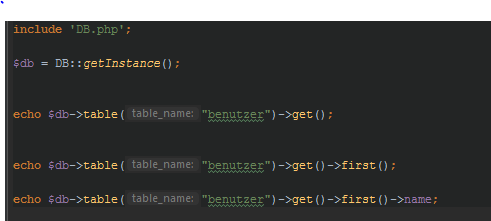 include 'DB.php';
$db = DB::getInstance();
echo $db->table( table_name: "benutzer")->get();
echo $db->table( table_name: "benutzer")->get()->first();
echo $db->table( table_name: "benutzer")->get()->first()->name;